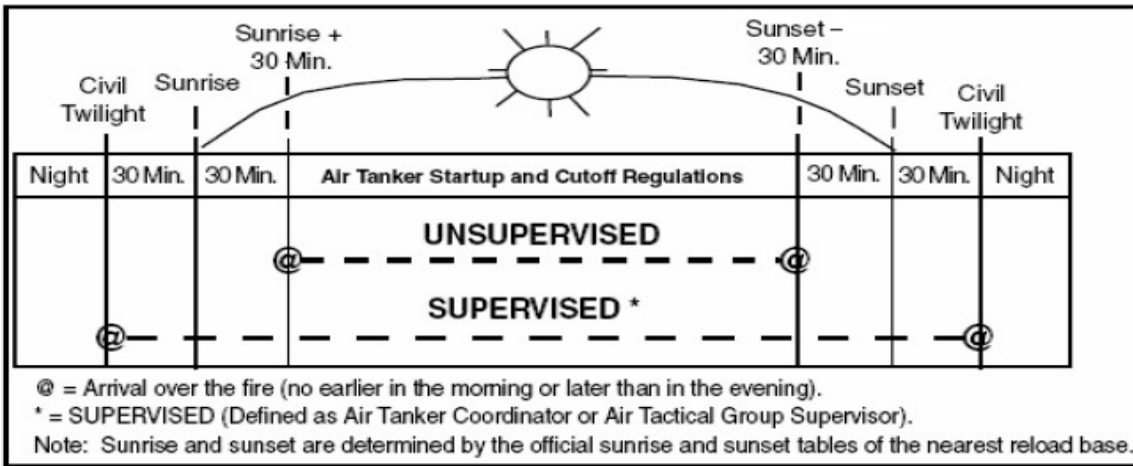 Sunrise +
30 Min.
Sunset –
30 Min.
Civil
Twilight
Sunrise
Sunset
Civil
Twilight
Night 30 Min. 30 Min. Air Tanker Startup and Cutoff Regulations 30 Min. 30 Min. Night
UNSUPERVISED
@ @
SUPERVISED *
@ @
@ = Arrival over the fire (no earlier in the morning or later than in the evening).
* = SUPERVISED (Defined as Air Tanker Coordinator or Air Tactical Group Supervisor).
Note: Sunrise and sunset are determined by the official sunrise and sunset tables of the nearest reload base.